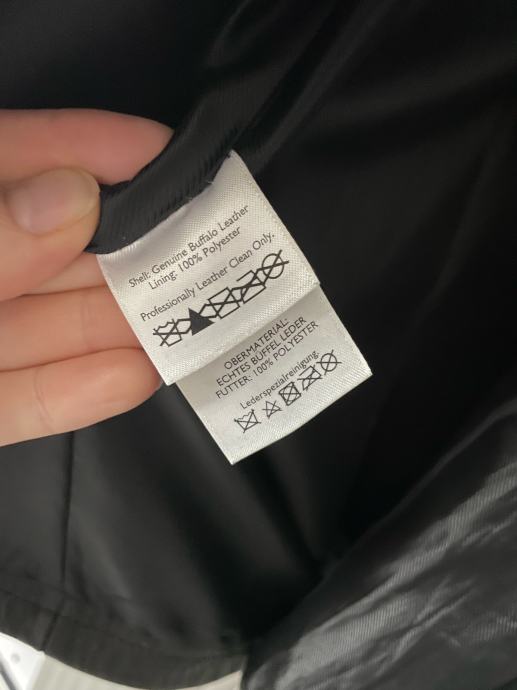 Shell: Genuine Buffalo Leather
Lining: 100% Polyester
Professionally Leather Clean Only.
OBERMATERIAL:
ECHTES BÜFFEL LEDER
FUTTER: 100% POLYESTER
Lederspezialreinigung.